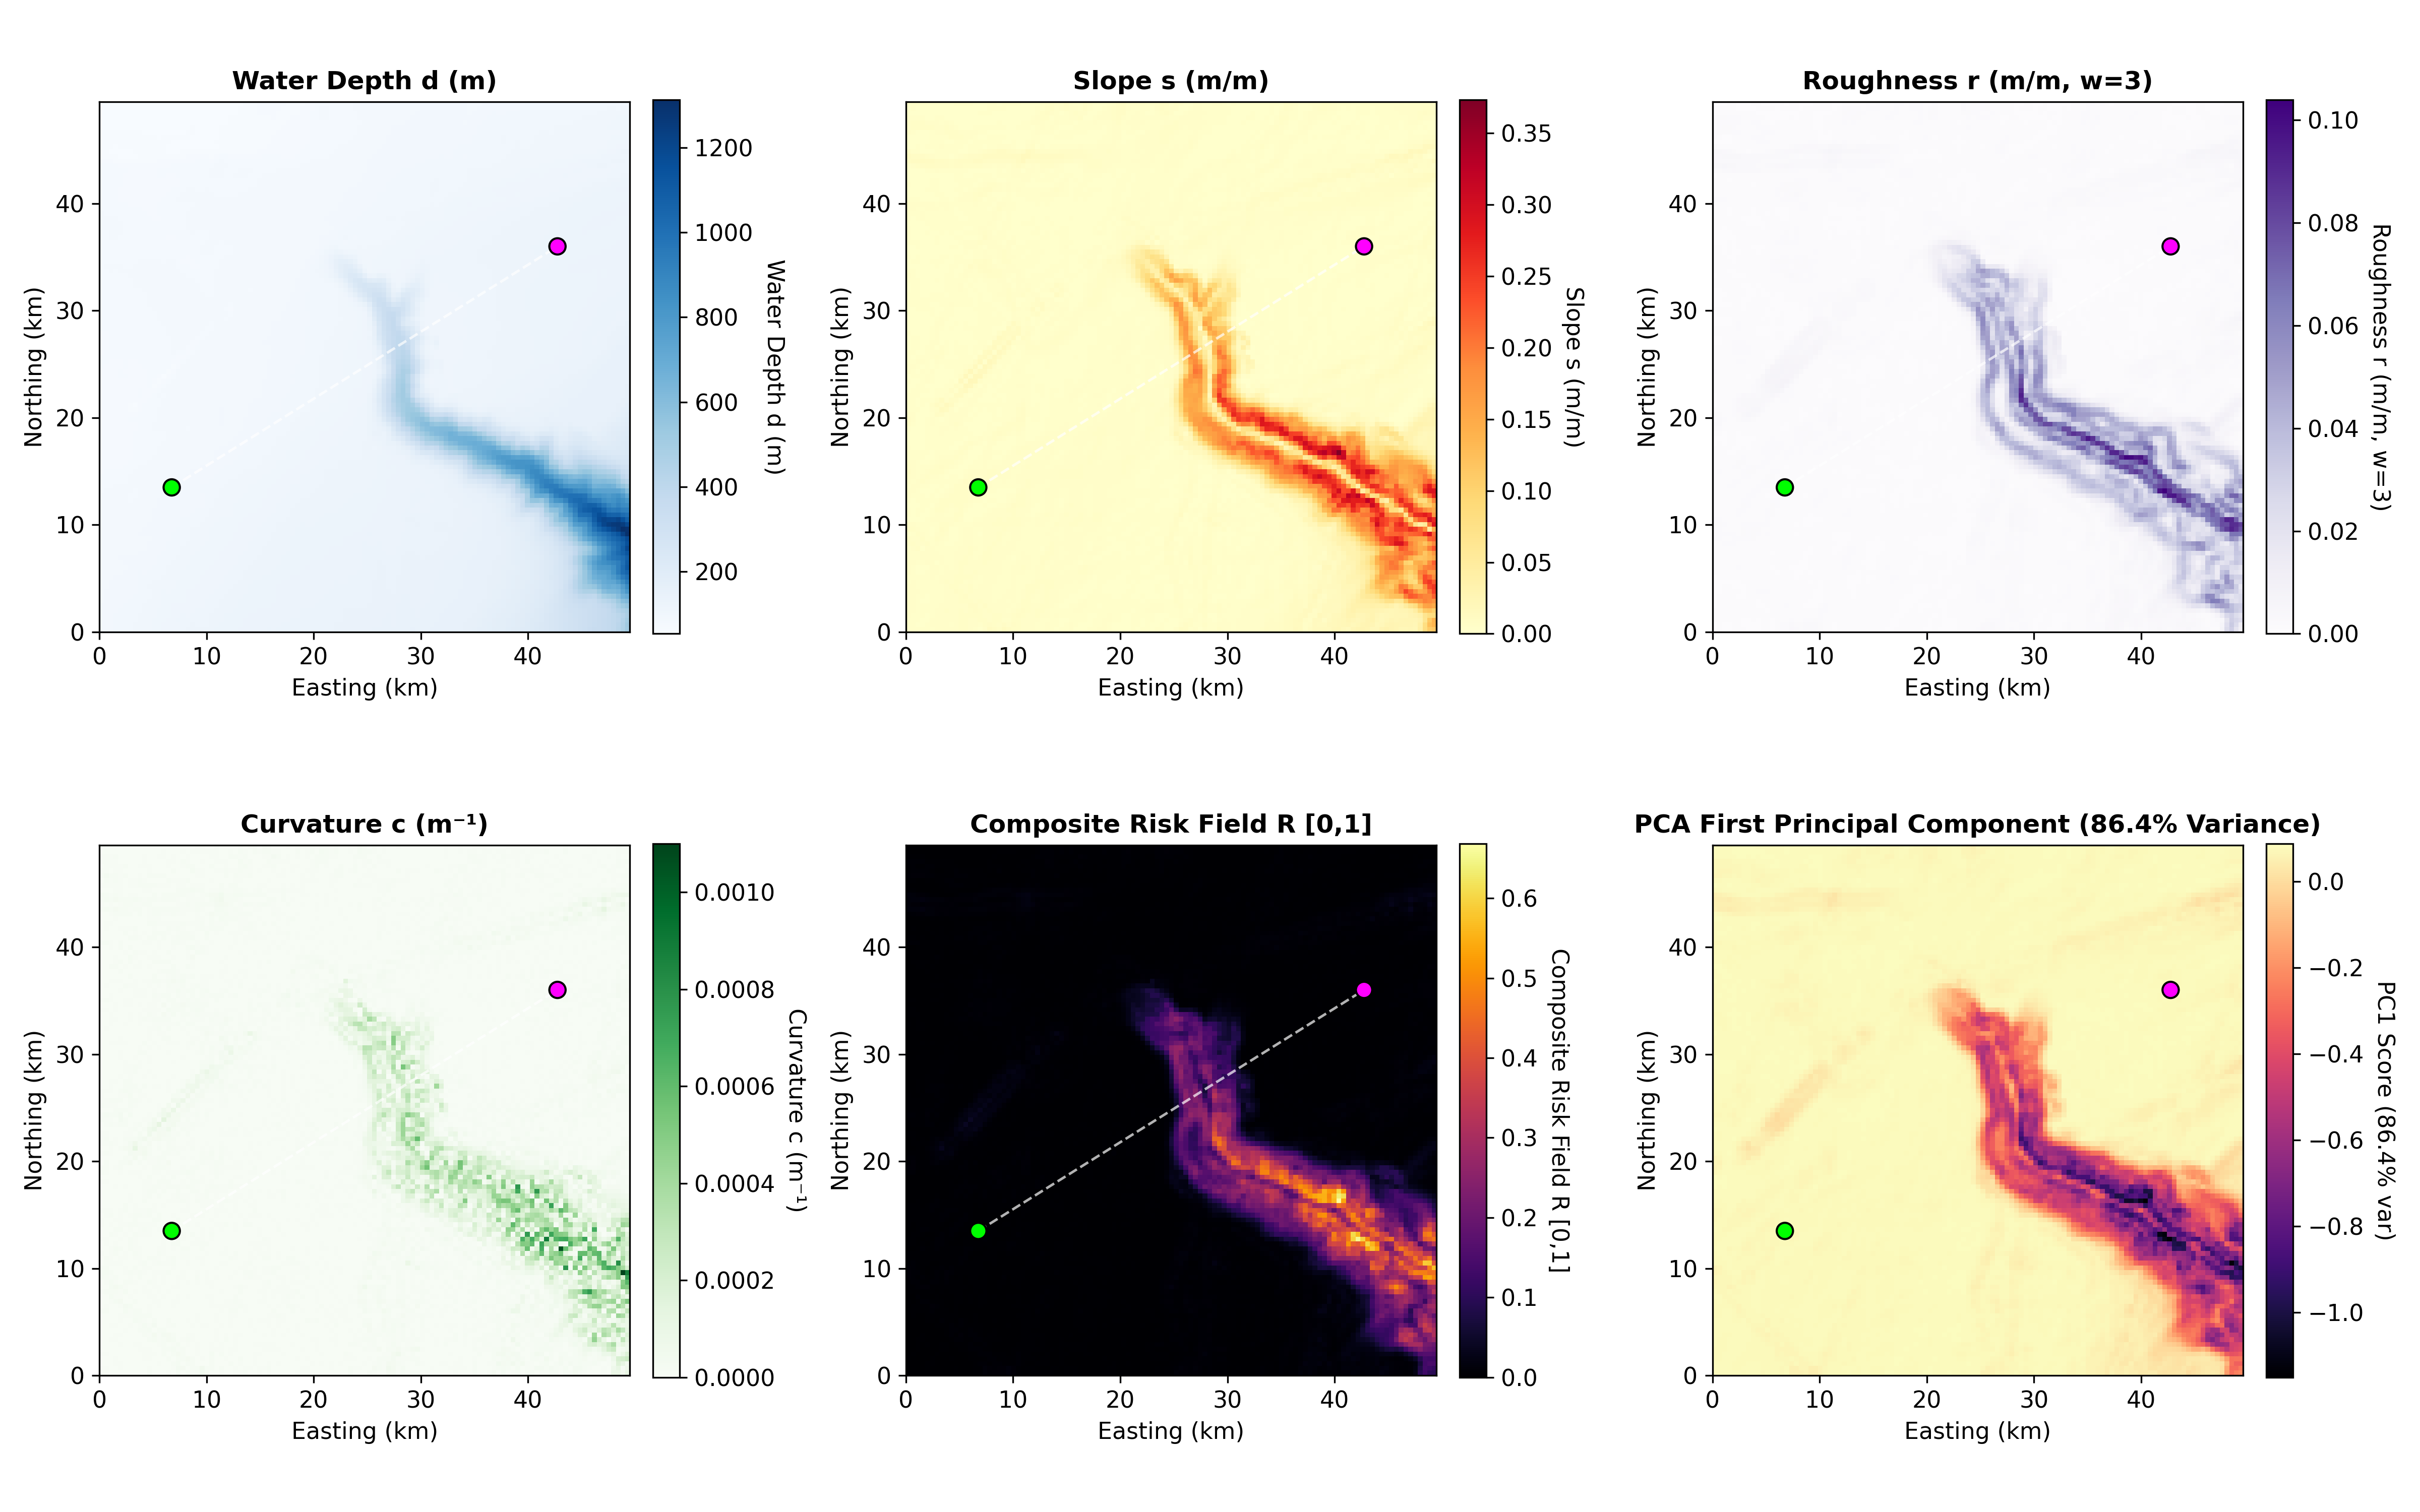 Water Depth d (m)
Northing (km)
40
30
20
10
0
0 10 20 30 40
Easting (km)
1200
1000
800
600
400
200
Water Depth d (m)
Slope s (m/m)
Northing (km)
40
30
20
10
0
0 10 20 30 40
Easting (km)
0.35
0.30
0.25
0.20
0.15
0.10
0.05
0.00
Slope s (m/m)
Roughness r (m/m, w=3)
Northing (km)
40
30
20
10
0
0 10 20 30 40
Easting (km)
0.10
0.08
0.06
0.04
0.02
0.00
Roughness r (m/m, w=3)
Curvature c (m⁻¹)
Northing (km)
40
30
20
10
0
0 10 20 30 40
Easting (km)
0.0010
0.0008
0.0006
0.0004
0.0002
0.0000
Curvature c (m⁻¹)
Composite Risk Field R [0,1]
Northing (km)
40
30
20
10
0
0 10 20 30 40
Easting (km)
0.6
0.5
0.4
0.3
0.2
0.1
0.0
Composite Risk Field R [0,1]
PCA First Principal Component (86.4% Variance)
Northing (km)
40
30
20
10
0
0 10 20 30 40
Easting (km)
0.0
−0.2
−0.4
−0.6
−0.8
−1.0
PC1 Score (86.4% var)